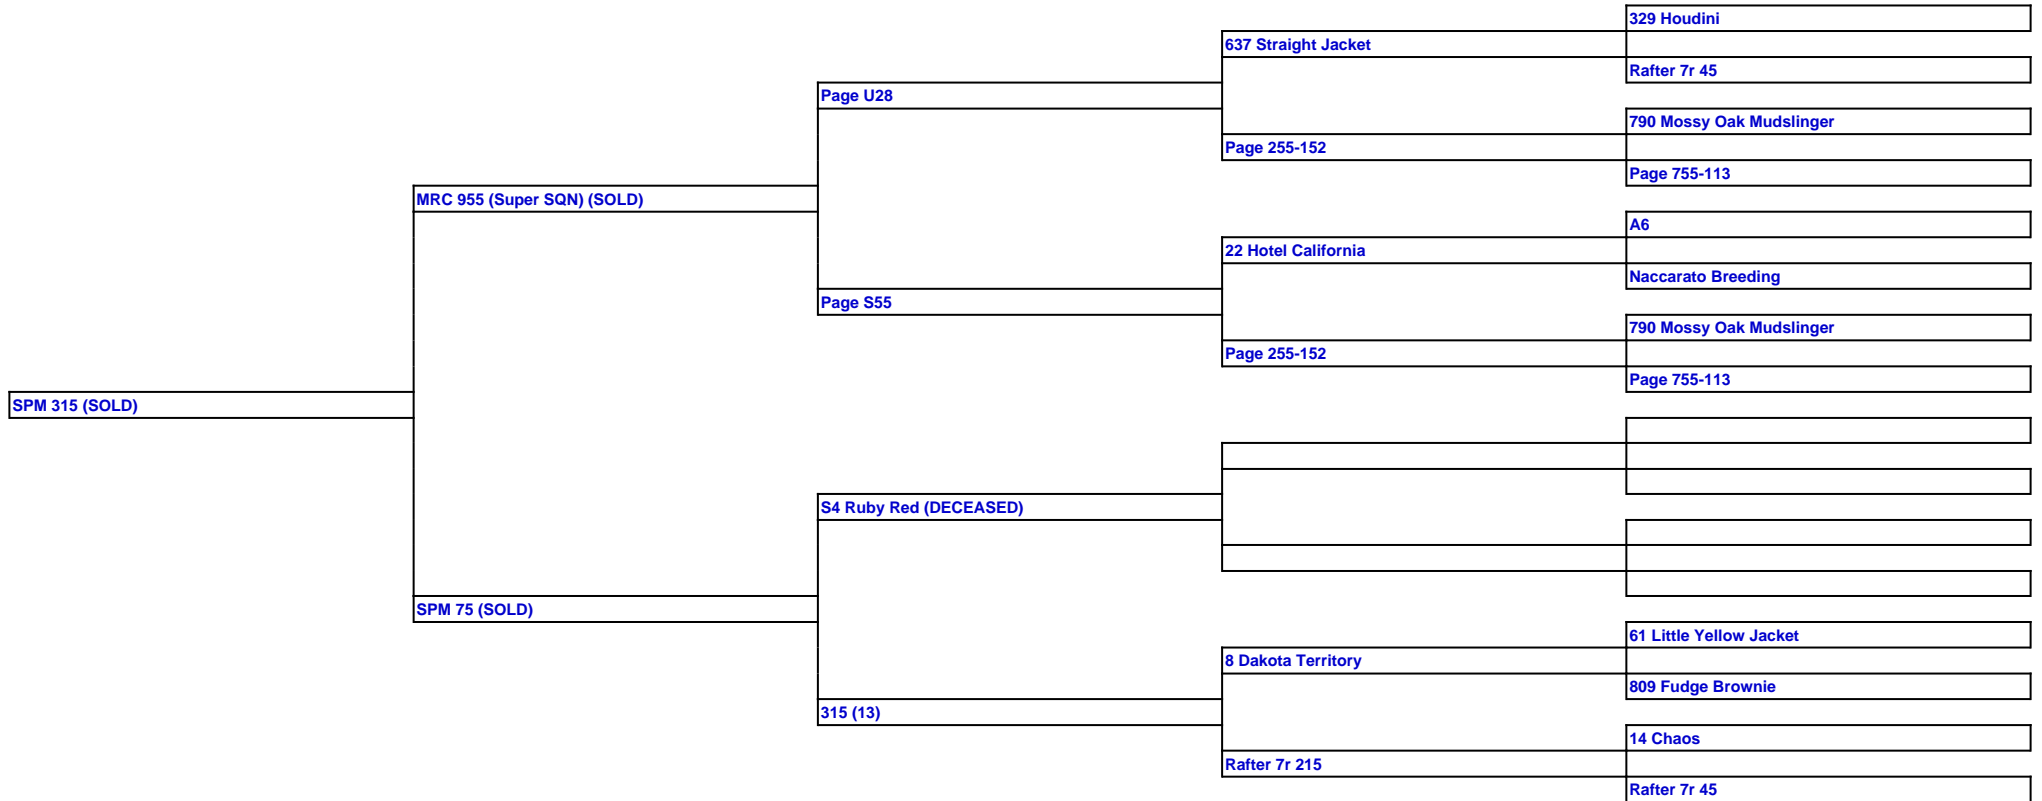 329 Houdini
637 Straight Jacket
Rafter 7r 45
Page U28
790 Mossy Oak Mudslinger
Page 255-152
Page 755-113
MRC 955 (Super SQN) (SOLD)
A6
22 Hotel California
Naccarato Breeding
Page S55
790 Mossy Oak Mudslinger
Page 255-152
Page 755-113
SPM 315 (SOLD)
S4 Ruby Red (DECEASED)
SPM 75 (SOLD)
61 Little Yellow Jacket
8 Dakota Territory
809 Fudge Brownie
315 (13)
14 Chaos
Rafter 7r 215
Rafter 7r 45